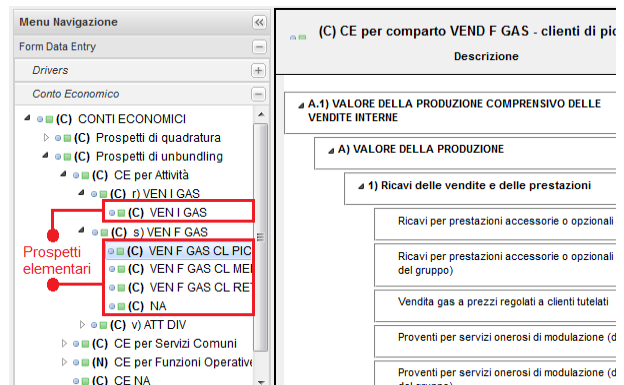 Menu Navigazione
Form Data Entry
Drivers
Conto Economico
(C) CONTI ECONOMICI
(C) Prospetti di quadratura
(C) Prospetti di unbundling
(C) CE per Attività
(C) r) VEN I GAS
(C) VEN I GAS
(C) s) VEN F GAS
(C) VEN F GAS CL PIC
(C) VEN F GAS CL MEI
(C) VEN F GAS CL RET
(C) NA
(C) v) ATT DIV
(C) CE per Servizi Comuni
(N) CE per Funzioni Operative
(C) CE NA
Prospetti
elementari
(C) CE per comparto VEND F GAS - clienti di pic
Descrizione
A.1) VALORE DELLA PRODUZIONE COMPRENSIVO DELLE
VENDITE INTERNE
A) VALORE DELLA PRODUZIONE
1) Ricavi delle vendite e delle prestazioni
Ricavi per prestazioni accessorie o opzionali
Ricavi per prestazioni accessorie o opzionali
del gruppo)
Vendita gas a prezzi regolati a clienti tutelati
Proventi per servizi onerosi di modulazione (d
Proventi per servizi onerosi di modulazione (d